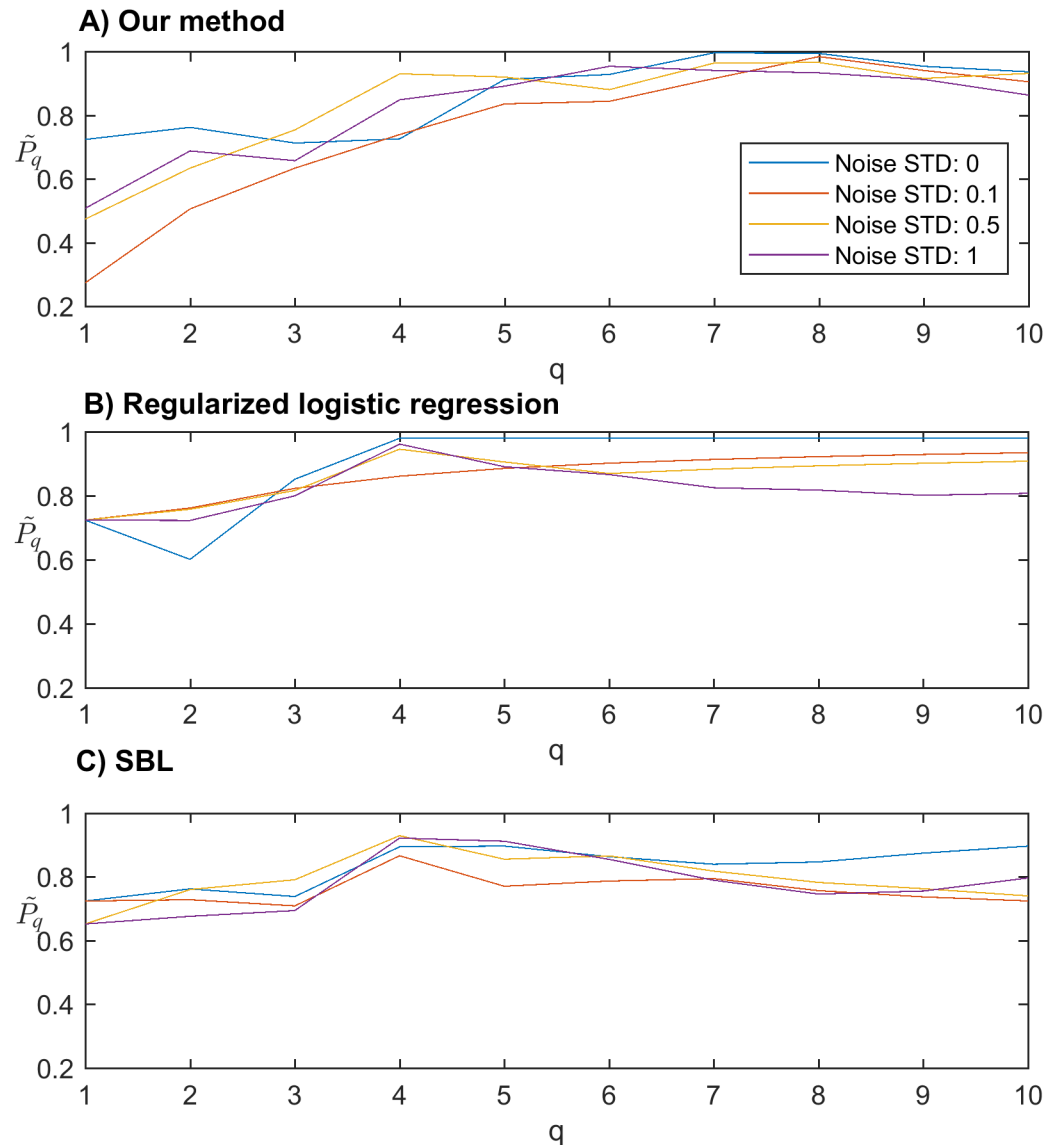 A) Our method
1
0.8
P̃q
0.6
0.4
0.2
Noise STD: 0
Noise STD: 0.1
Noise STD: 0.5
Noise STD: 1
1 2 3 4 5 6 7 8 9 10
q
B) Regularized logistic regression
1
0.8
P̃q
0.6
0.4
0.2
1 2 3 4 5 6 7 8 9 10
q
C) SBL
1
0.8
P̃q
0.6
0.4
0.2
1 2 3 4 5 6 7 8 9 10
q